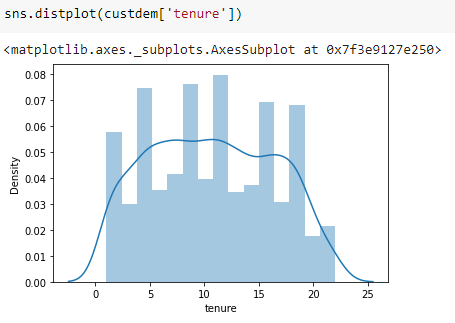 sns.distplot(custdem['tenure'])
<matplotlib.axes._subplots.AxesSubplot at 0x7f3e9127e250>
0.08
0.07
0.06
0.05
0.04
0.03
0.02
0.01
0.00
Density
0 5 10 15 20 25
tenure